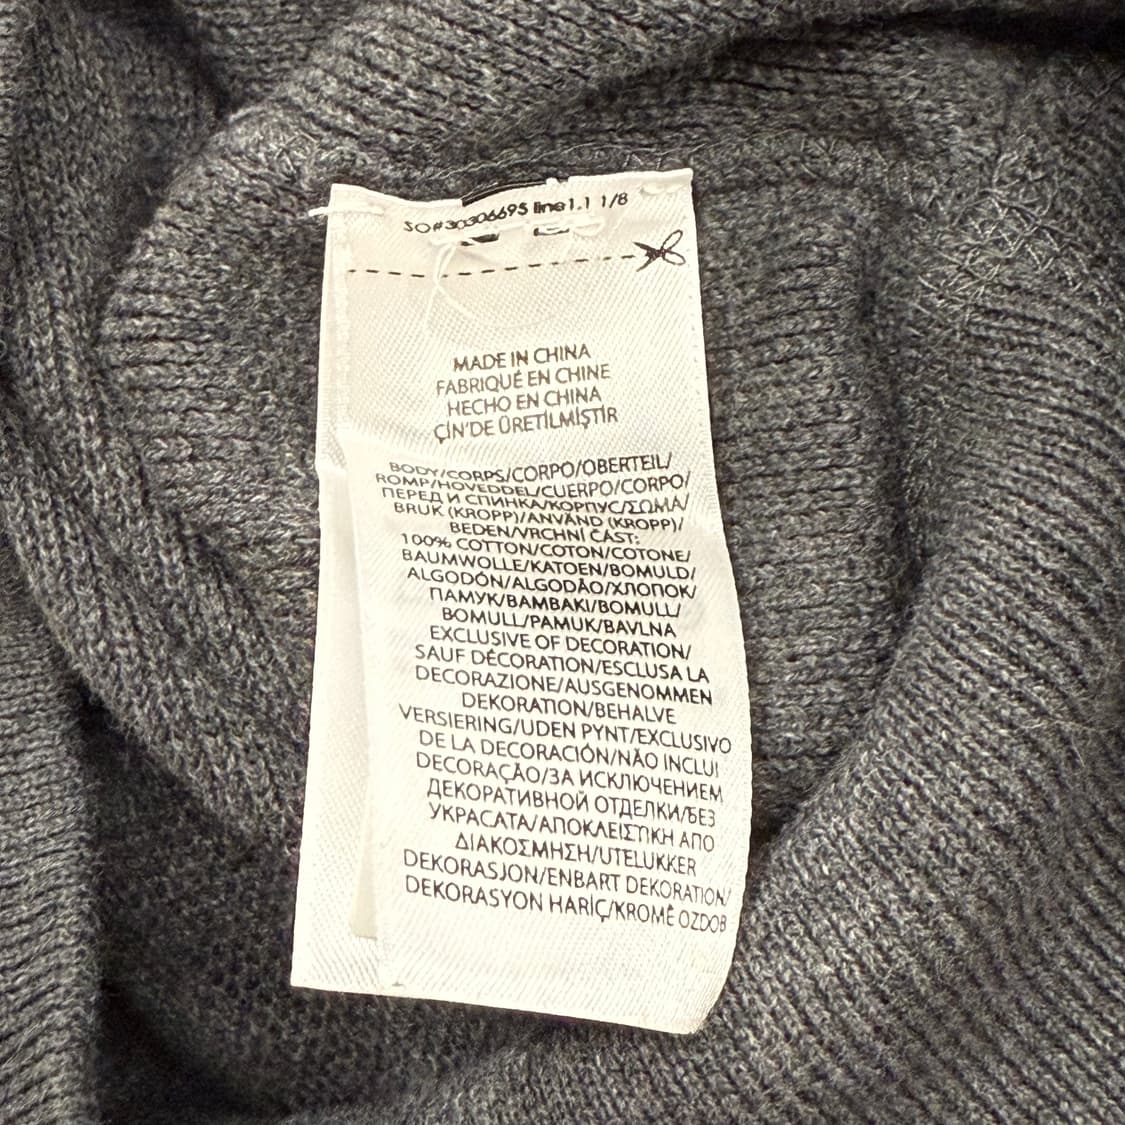 SO#30306695 line1.1 1/8
MADE IN CHINA
FABRIQUÉ EN CHINE
HECHO EN CHINA
ÇİN'DE ÜRETİLMİŞTİR
BODY/CORPS/CORPO/OBERTEIL/
ROMP/HOVEDDEL/CUERPO/CORPO/
ПЕРЕД И СПИНКА/КОРПУС/ΣΩΜΑ/
BRUK (KROPP)/ANVÄND (KROPP)/
BEDEN/VRCHNÍ ČÁST:
100% COTTON/COTON/COTONE/
BAUMWOLLE/KATOEN/BOMULD/
ALGODÓN/ALGODÃO/ХЛОПОК/
ПАМУК/BAMBAKI/BOMULL/
BOMULL/PAMUK/BAVLNA
EXCLUSIVE OF DECORATION/
SAUF DÉCORATION/ESCLUSA LA
DECORAZIONE/AUSGENOMMEN
DEKORATION/BEHALVE
VERSIERING/UDEN PYNT/EXCLUSIVO
DE LA DECORACIÓN/NÃO INCLUI
DECORAÇÃO/ЗА ИСКЛЮЧЕНИЕМ
ДЕКОРАТИВНОЙ ОТДЕЛКИ/БЕЗ
УКРАСАТА/ΑΠΟΚΛΕΙΣΤΙΚΗ ΑΠΟ
ΔΙΑΚΟΣΜΗΣΗ/UTELUKKER
DEKORASJON/ENBART DEKORATION/
DEKORASYON HARİÇ/KROMĚ OZDOB